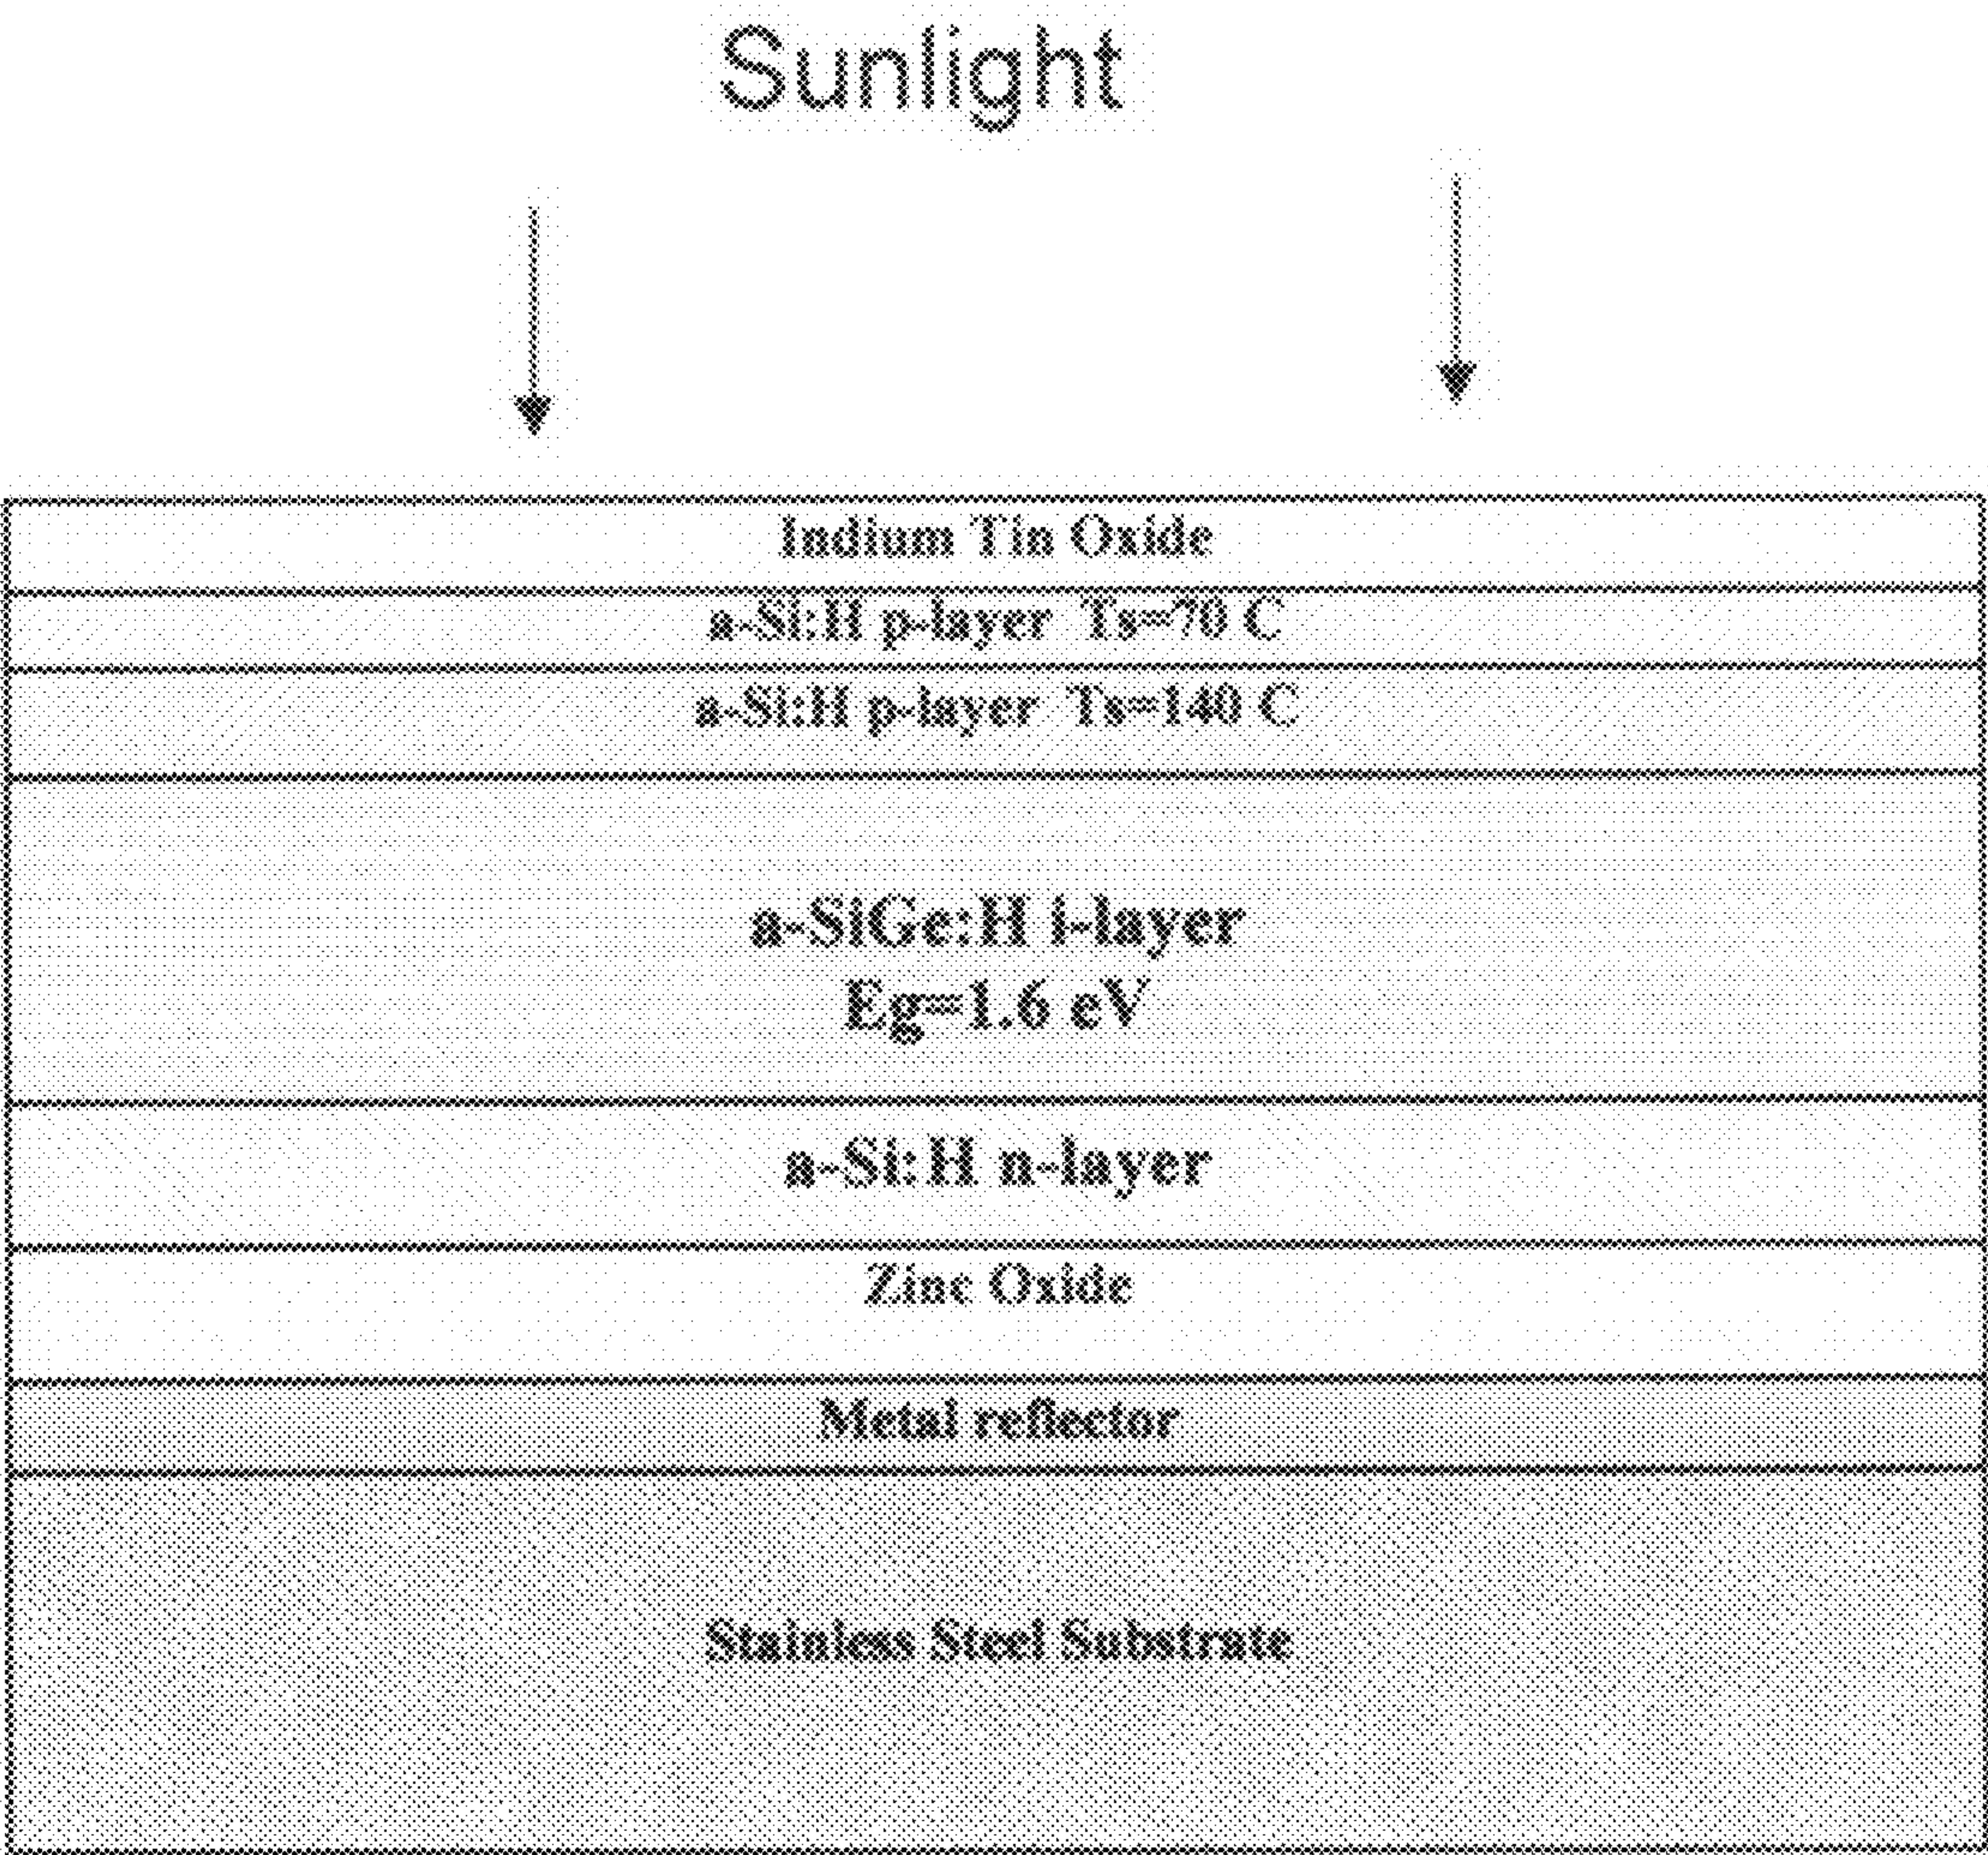 Sunlight
Indium Tin Oxide
a-Si:H p-layer Ts=70 C
a-Si:H p-layer Ts=140 C
a-SiGe:H i-layer
Eg=1.6 eV
a-Si:H n-layer
Zinc Oxide
Metal reflector
Stainless Steel Substrate